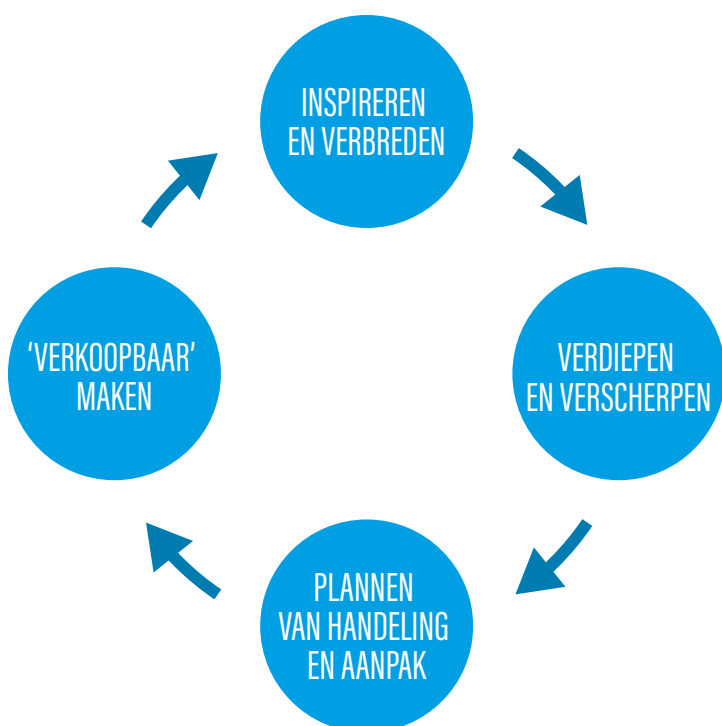 INSPIREREN
EN VERBREDEN
VERDIEPEN
EN VERSCHERPEN
PLANNEN
VAN HANDELING
EN AANPAK
‘VERKOOPBAAR’
MAKEN